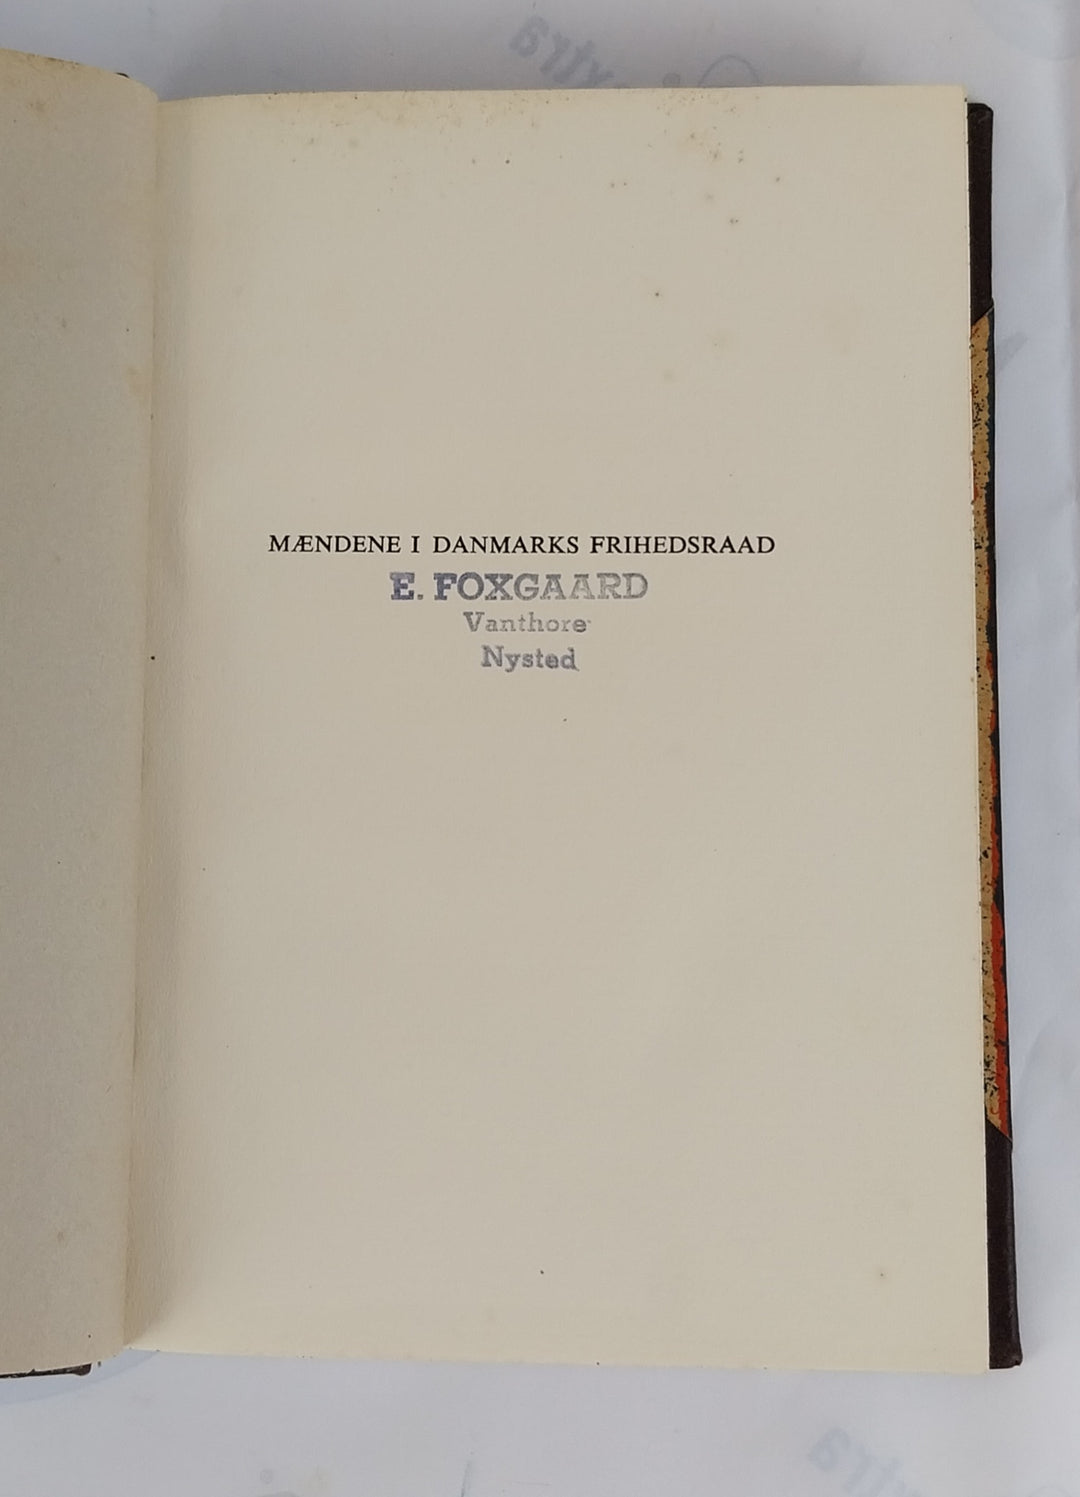 MÆNDENE I DANMARKS FRIHEDSRAAD
E. FOXGAARD
Vanthore
Nysted